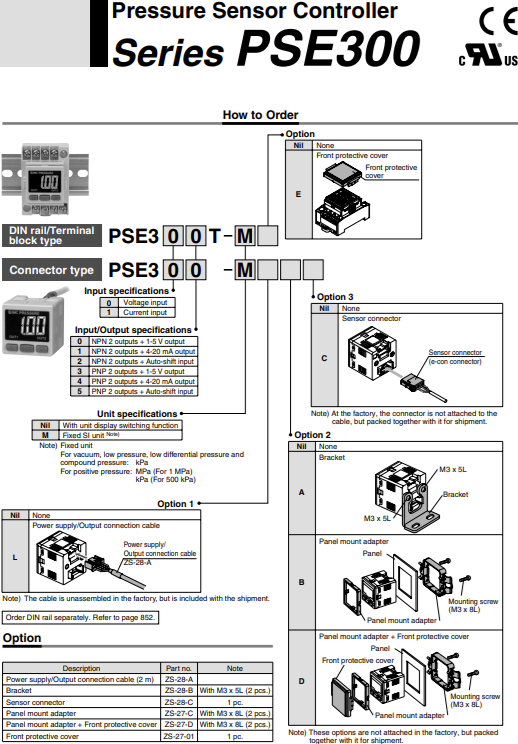 Pressure Sensor Controller
Series PSE300
CE
c RU US
How to Order
Option
Nil None
Front protective cover
Front protective
cover
E
DIN rail/Terminal
block type
PSE3 0 0 T - M
Connector type
PSE3 0 0 - M
Input specifications
0 Voltage input
1 Current input
Input/Output specifications
0 NPN 2 outputs + 1-5 V output
1 NPN 2 outputs + 4-20 mA output
2 NPN 2 outputs + Auto-shift input
3 PNP 2 outputs + 1-5 V output
4 PNP 2 outputs + 4-20 mA output
5 PNP 2 outputs + Auto-shift input
Unit specifications
Nil With unit display switching function
M Fixed SI unit Note)
Note) Fixed unit
For vacuum, low pressure, low differential pressure and
compound pressure: kPa
For positive pressure: MPa (For 1 MPa)
kPa (For 500 kPa)
Option 1
Nil None
Power supply/Output connection cable
L
Power supply/
Output connection cable
ZS-28-A
Note) The cable is unassembled in the factory, but is included with the shipment.
Order DIN rail separately. Refer to page 852.
Option 3
Nil None
Sensor connector
C
Sensor connector
(e-con connector)
Note) At the factory, the connector is not attached to the
cable, but packed together with it for shipment.
Option 2
Nil None
Bracket
A
M3 x 5L
Bracket
M3 x 5L
Panel mount adapter
B
Panel
Mounting screw
(M3 x 8L)
Panel mount adapter
Panel mount adapter + Front protective cover
D
Panel
Front protective cover
Mounting screw
(M3 x 8L)
Panel mount adapter
Note) These options are not attached in the factory, but packed
together with it for shipment.
Option
Description Part no. Note
Power supply/Output connection cable (2 m) ZS-28-A
Bracket ZS-28-B With M3 x 5L (2 pcs.)
Sensor connector ZS-28-C 1 pc.
Panel mount adapter ZS-27-C With M3 x 8L (2 pcs.)
Panel mount adapter + Front protective cover ZS-27-D With M3 x 8L (2 pcs.)
Front protective cover ZS-27-01 1 pc.